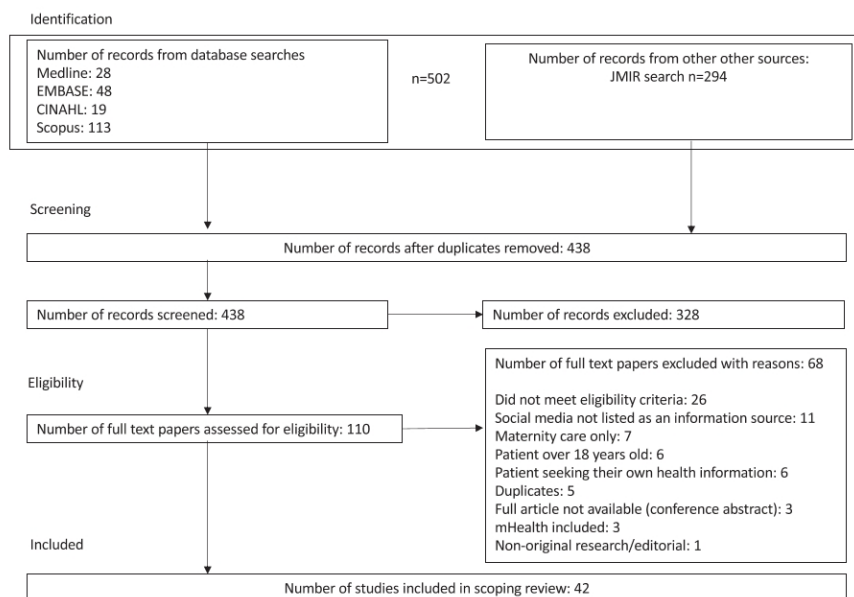 Identification
Number of records from database searches
Medline: 28
EMBASE: 48
CINAHL: 19
Scopus: 113
n=502
Number of records from other other sources:
JMIR search n=294
Screening
Number of records after duplicates removed: 438
Number of records screened: 438
Number of records excluded: 328
Eligibility
Number of full text papers assessed for eligibility: 110
Number of full text papers excluded with reasons: 68
Did not meet eligibility criteria: 26
Social media not listed as an information source: 11
Maternity care only: 7
Patient over 18 years old: 6
Patient seeking their own health information: 6
Duplicates: 5
Full article not available (conference abstract): 3
mHealth included: 3
Non-original research/editorial: 1
Included
Number of studies included in scoping review: 42